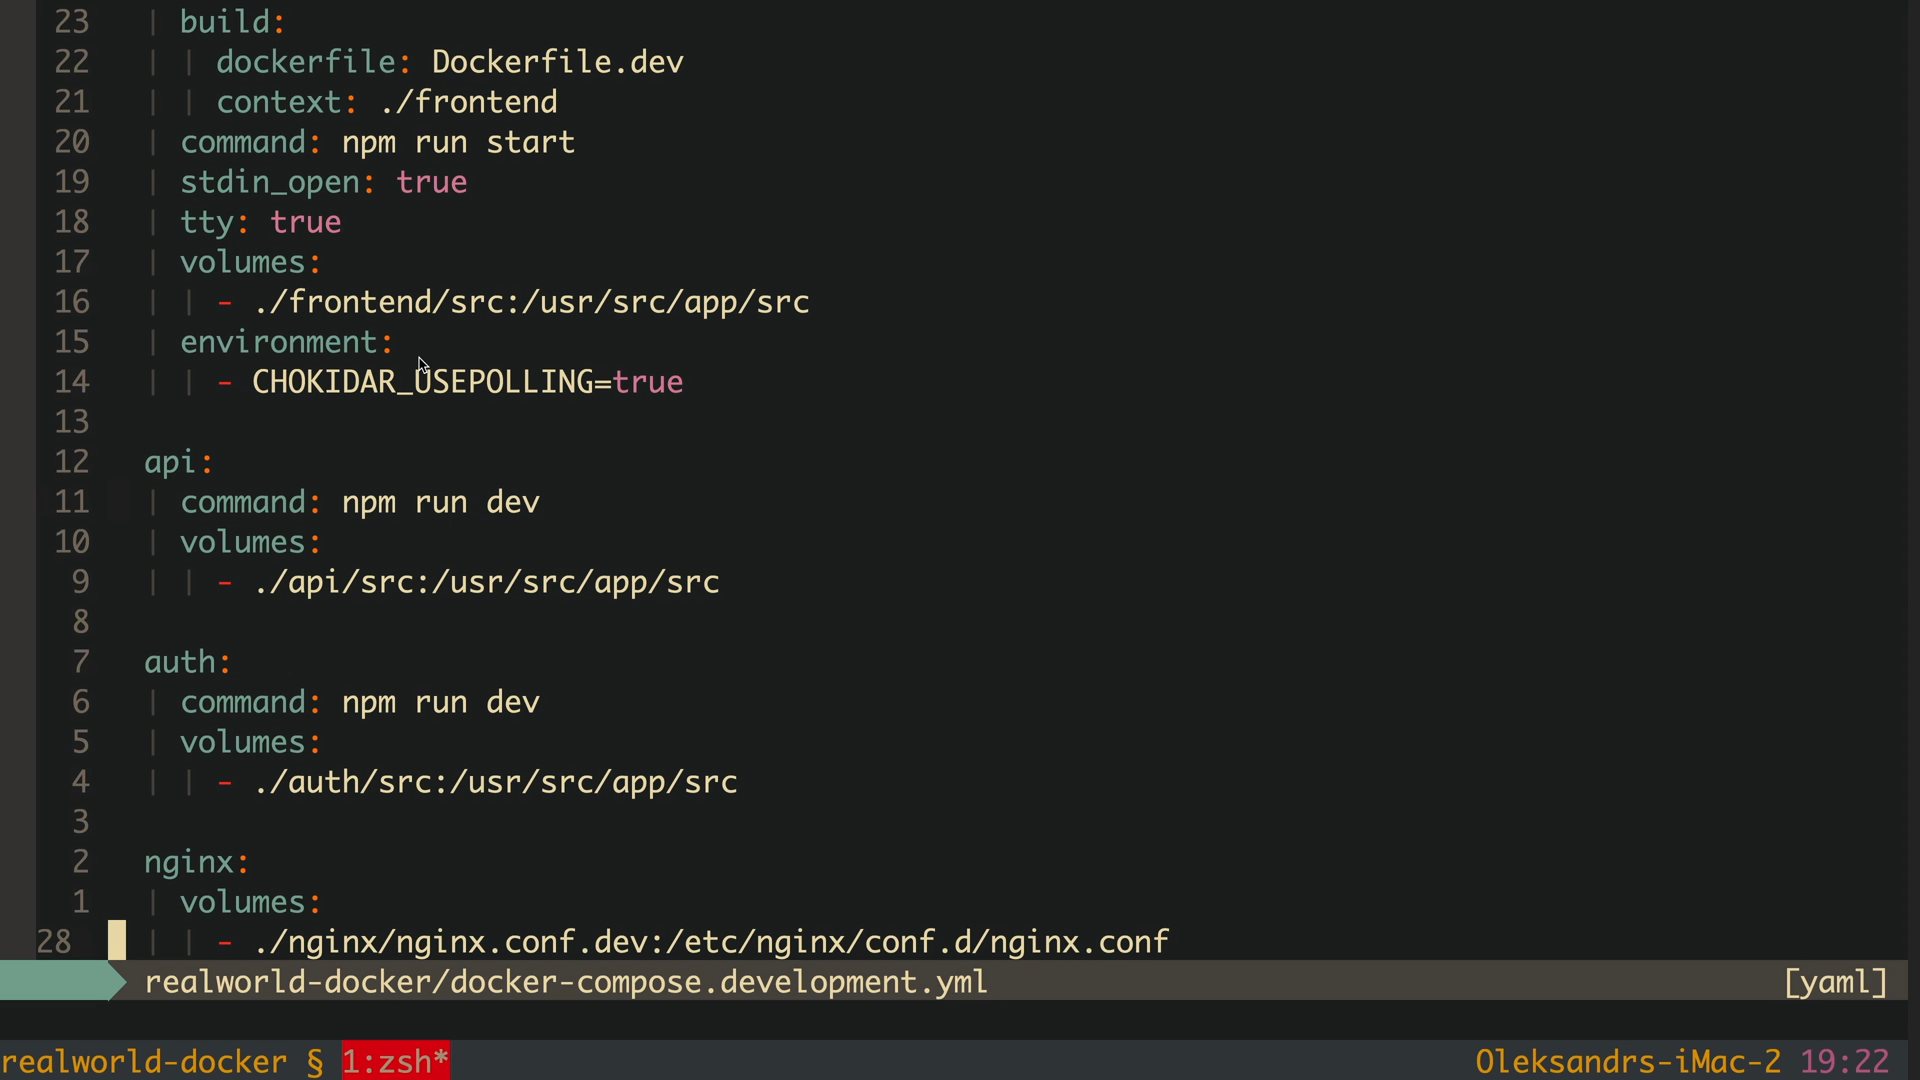 23 | build:
22 | | dockerfile: Dockerfile.dev
21 | | context: ./frontend
20 | command: npm run start
19 | stdin_open: true
18 | tty: true
17 | volumes:
16 | | - ./frontend/src:/usr/src/app/src
15 | environment:
14 | | - CHOKIDAR_USEPOLLING=true
13
12 api:
11 | command: npm run dev
10 | volumes:
9 | | - ./api/src:/usr/src/app/src
8
7 auth:
6 | command: npm run dev
5 | volumes:
4 | | - ./auth/src:/usr/src/app/src
3
2 nginx:
1 | volumes:
28 | | - ./nginx/nginx.conf.dev:/etc/nginx/conf.d/nginx.conf
realworld-docker/docker-compose.development.yml [yaml]
realworld-docker § 1:zsh* Oleksandrs-iMac-2 19:22